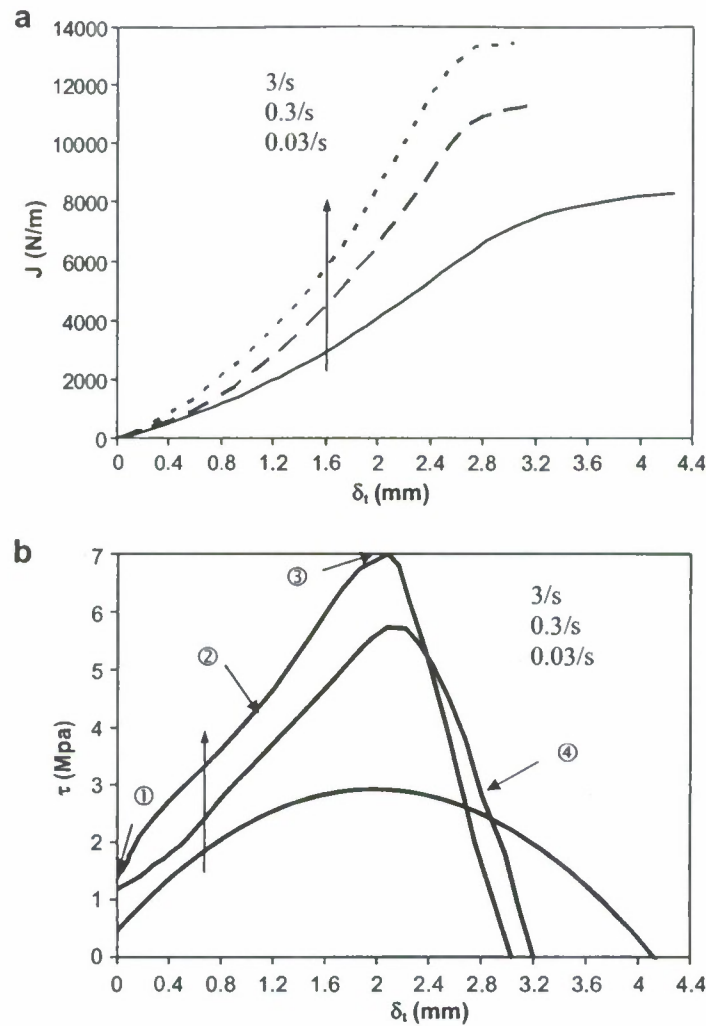 a
14000
12000
10000
8000
6000
4000
2000
0
J (N/m)
3/s
0.3/s
0.03/s
0 0.4 0.8 1.2 1.6 2 2.4 2.8 3.2 3.6 4 4.4
δt (mm)
b
7
6
5
4
3
2
1
0
τ (Mpa)
①
②
③
④
3/s
0.3/s
0.03/s
0 0.4 0.8 1.2 1.6 2 2.4 2.8 3.2 3.6 4 4.4
δt (mm)